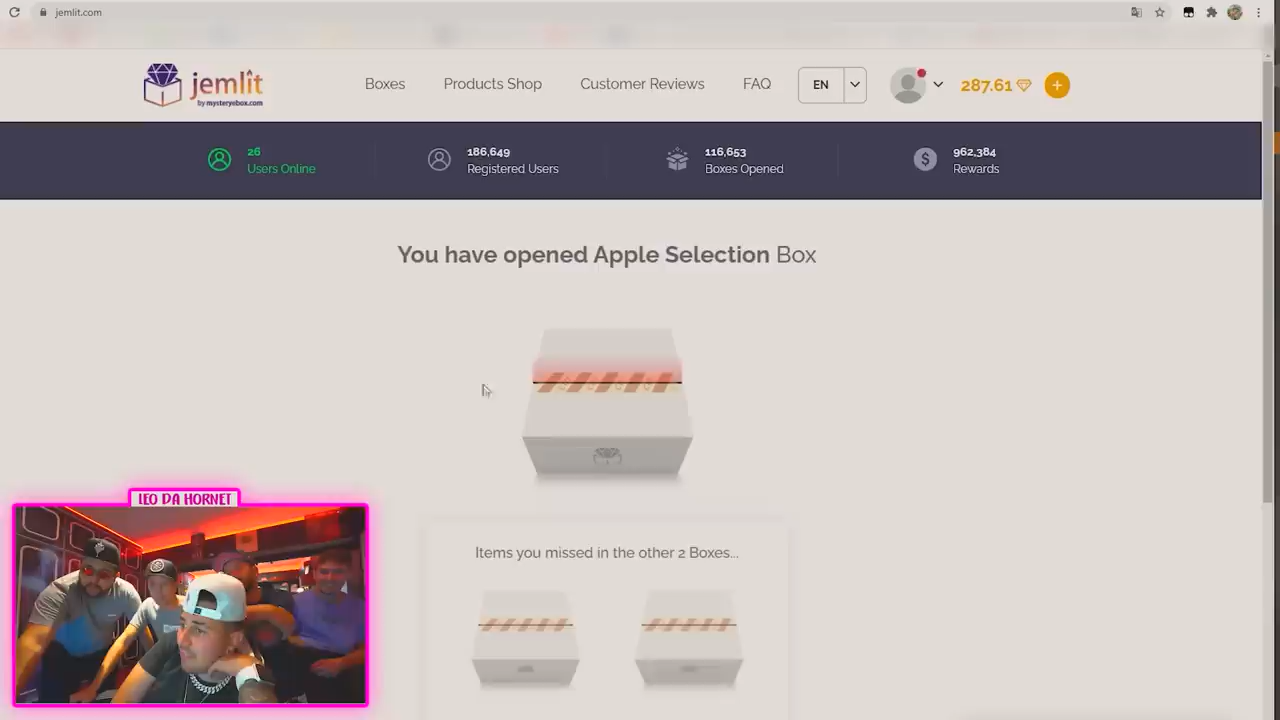 jemlit.com
jemlit
by mysteryebox.com
Boxes
Products Shop
Customer Reviews
FAQ
EN
287.61
26
Users Online
186,649
Registered Users
116,653
Boxes Opened
962,384
Rewards
You have opened Apple Selection Box
Items you missed in the other 2 Boxes...
LEO DA HORNET